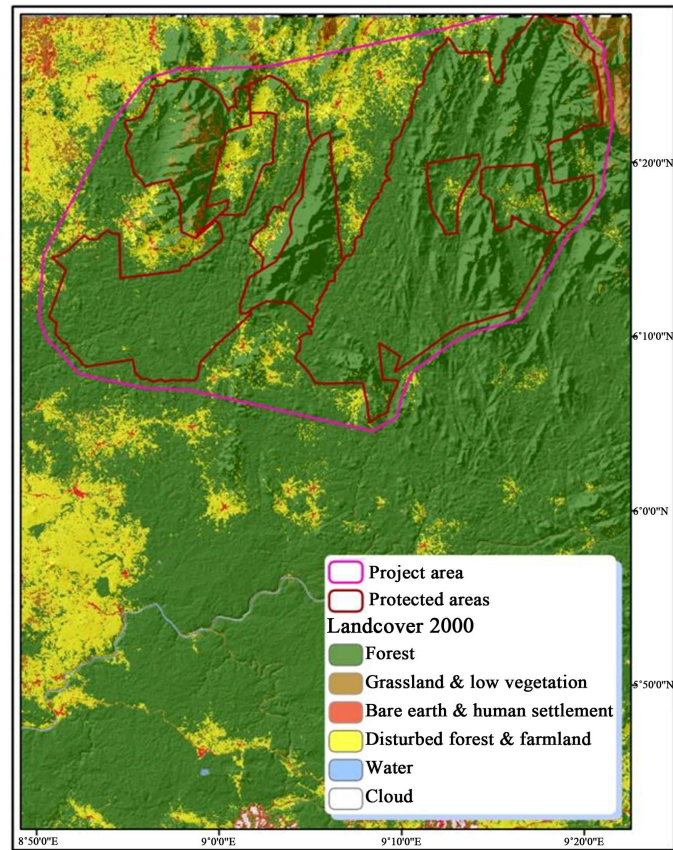 6°20'0"N
6°10'0"N
6°0'0"N
Project area
Protected areas
Landcover 2000
Forest
Grassland & low vegetation
Bare earth & human settlement
Disturbed forest & farmland
Water
Cloud
5°50'0"N
8°50'0"E 9°0'0"E 9°10'0"E 9°20'0"E